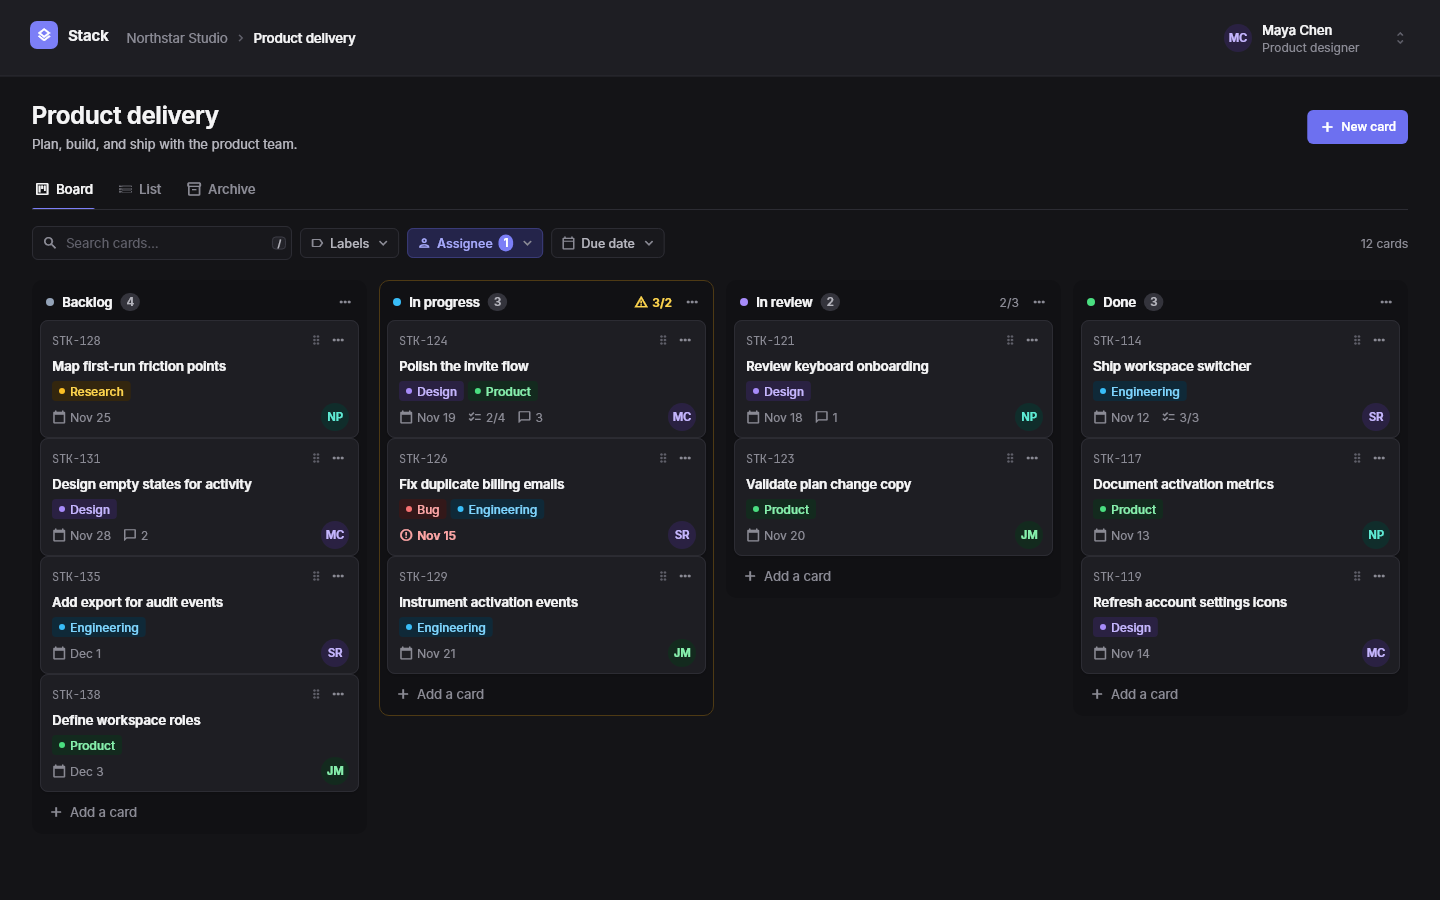 Stack
Northstar Studio › Product delivery
MC
Maya Chen
Product designer
Product delivery
Plan, build, and ship with the product team.
New card
Board
List
Archive
Search cards...
/
Labels
Assignee 1
Due date
12 cards
Backlog 4
STK-128
Map first-run friction points
Research
Nov 25
NP
STK-131
Design empty states for activity
Design
Nov 28 2
MC
STK-135
Add export for audit events
Engineering
Dec 1
SR
STK-138
Define workspace roles
Product
Dec 3
JM
Add a card
In progress 3
3/2
STK-124
Polish the invite flow
Design Product
Nov 19 2/4 3
MC
STK-126
Fix duplicate billing emails
Bug Engineering
Nov 15
SR
STK-129
Instrument activation events
Engineering
Nov 21
JM
Add a card
In review 2
2/3
STK-121
Review keyboard onboarding
Design
Nov 18 1
NP
STK-123
Validate plan change copy
Product
Nov 20
JM
Add a card
Done 3
STK-114
Ship workspace switcher
Engineering
Nov 12 3/3
SR
STK-117
Document activation metrics
Product
Nov 13
NP
STK-119
Refresh account settings icons
Design
Nov 14
MC
Add a card